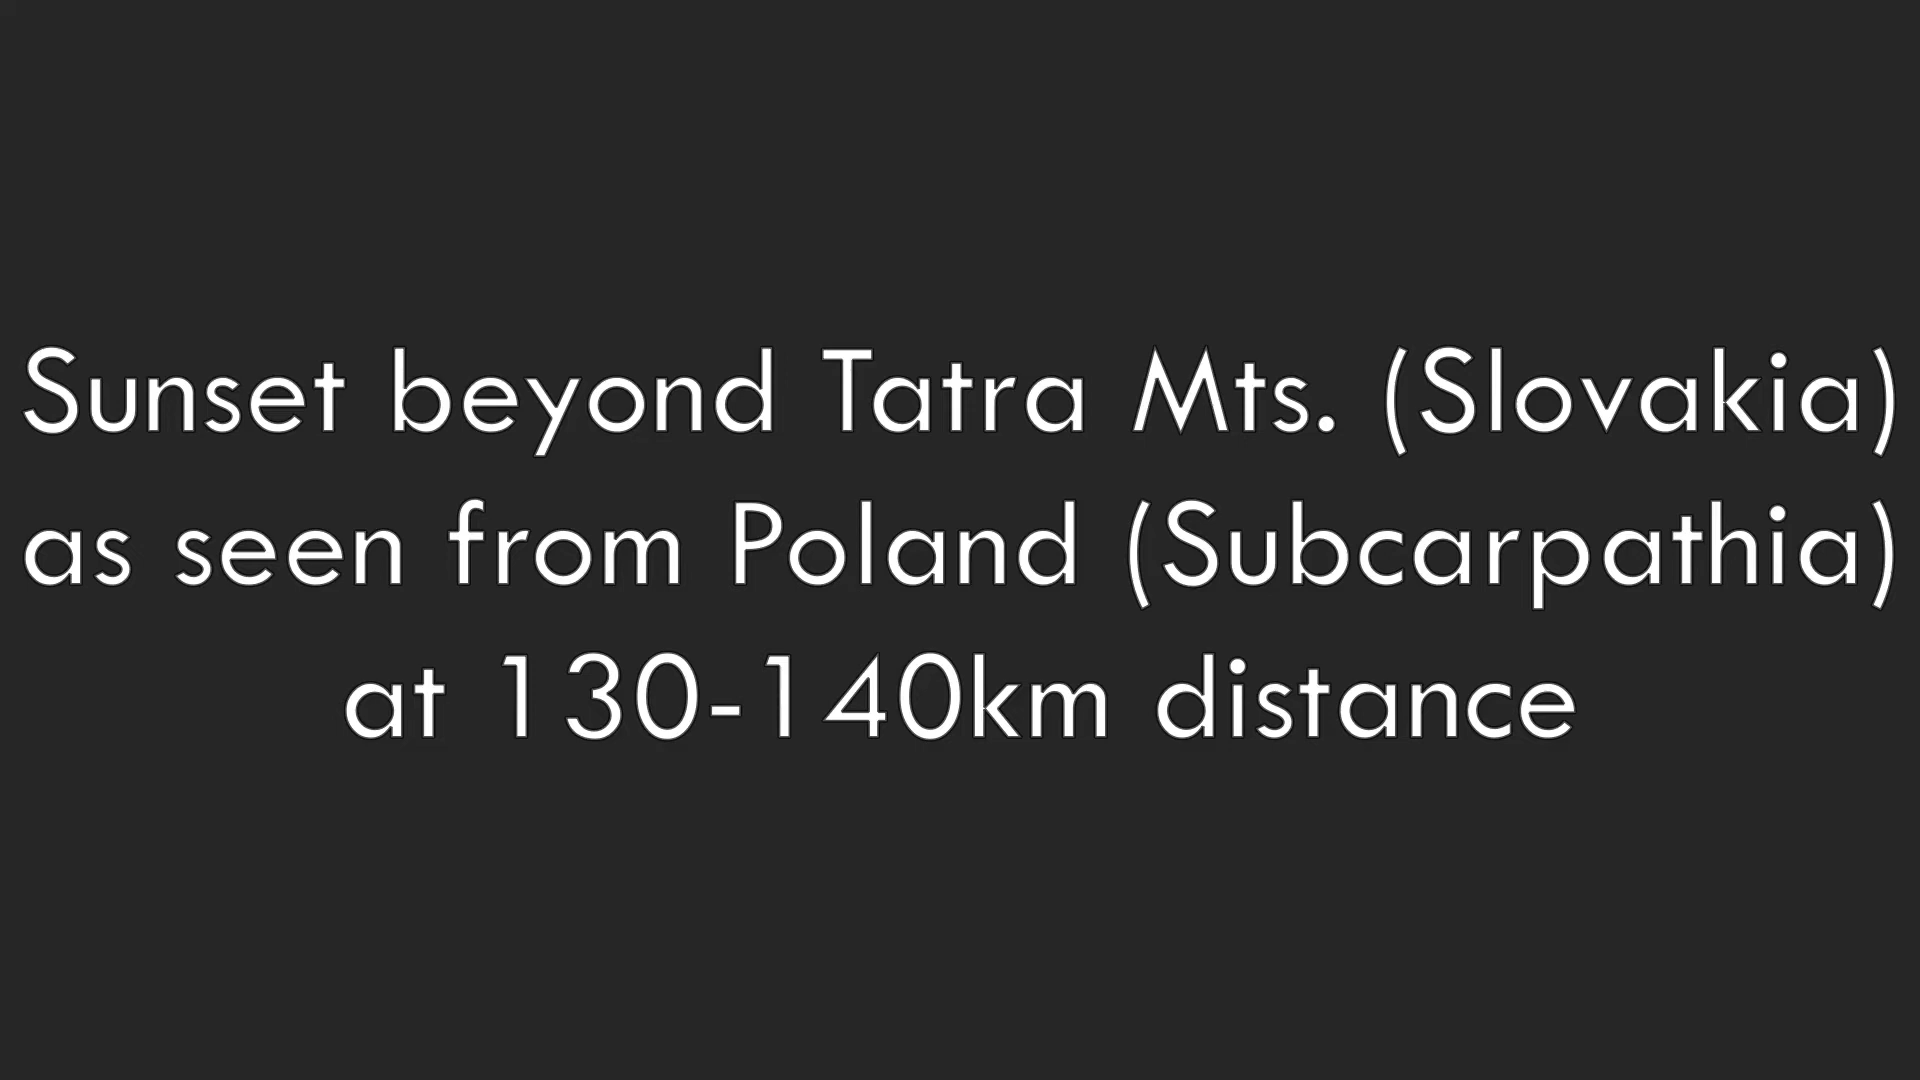 Sunset beyond Tatra Mts. (Slovakia)
as seen from Poland (Subcarpathia)
at 130-140km distance